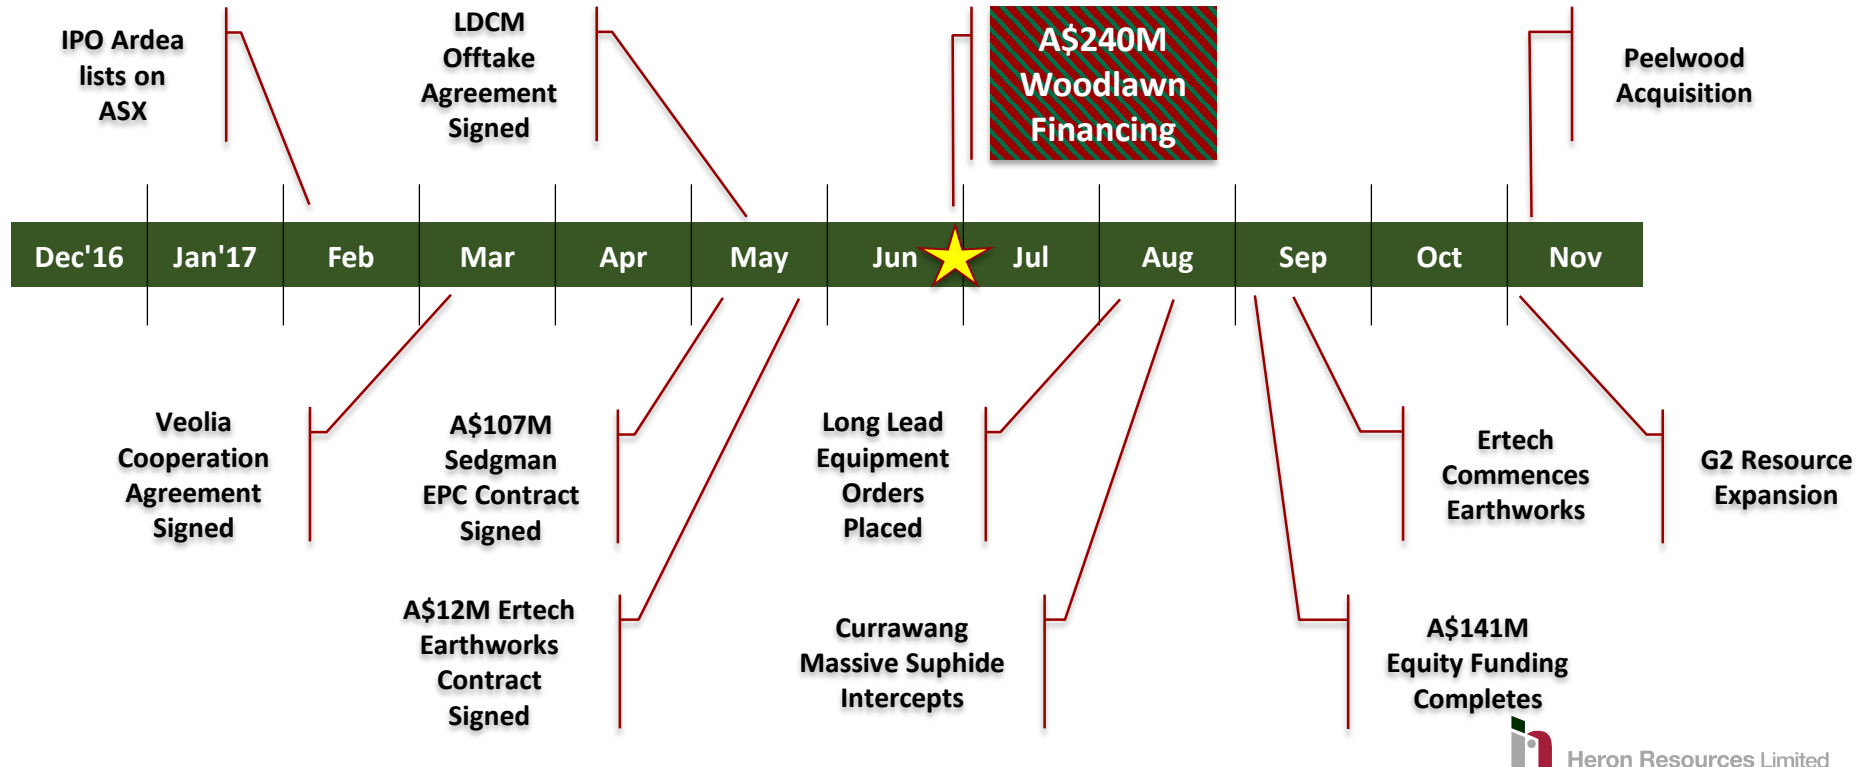 IPO Ardea
lists on
ASX
LDCM
Offtake
Agreement
Signed
A$240M
Woodlawn
Financing
Peelwood
Acquisition
Dec'16
Jan'17
Feb
Mar
Apr
May
Jun
Jul
Aug
Sep
Oct
Nov
Veolia
Cooperation
Agreement
Signed
A$107M
Sedgman
EPC Contract
Signed
Long Lead
Equipment
Orders
Placed
Ertech
Commences
Earthworks
G2 Resource
Expansion
A$12M Ertech
Earthworks
Contract
Signed
Currawang
Massive Suphide
Intercepts
A$141M
Equity Funding
Completes
Heron Resources Limited